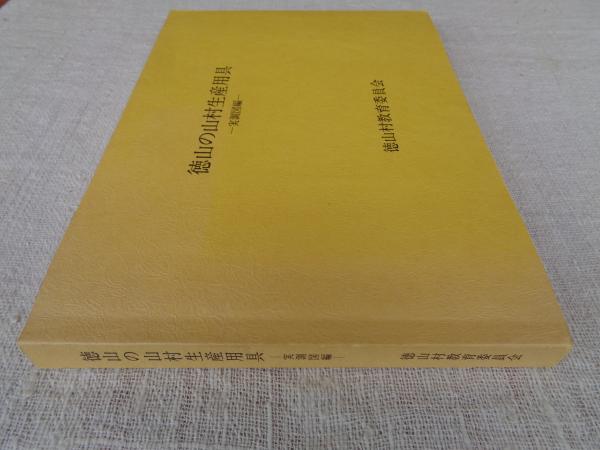 徳山の山村生産用具
―実測図編―
徳山村教育委員会
徳山の山村生産用具 ―実測図編― 徳山村教育委員会